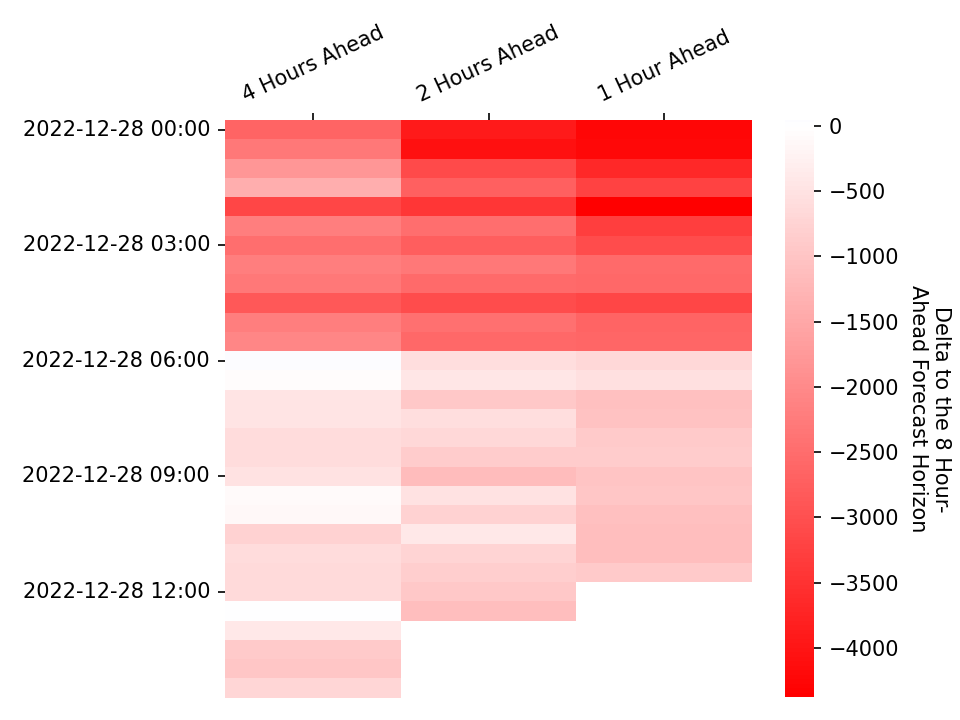 4 Hours Ahead
2 Hours Ahead
1 Hour Ahead
2022-12-28 00:00
2022-12-28 03:00
2022-12-28 06:00
2022-12-28 09:00
2022-12-28 12:00
0
−500
−1000
−1500
−2000
−2500
−3000
−3500
−4000
Delta to the 8 Hour-
Ahead Forecast Horizon